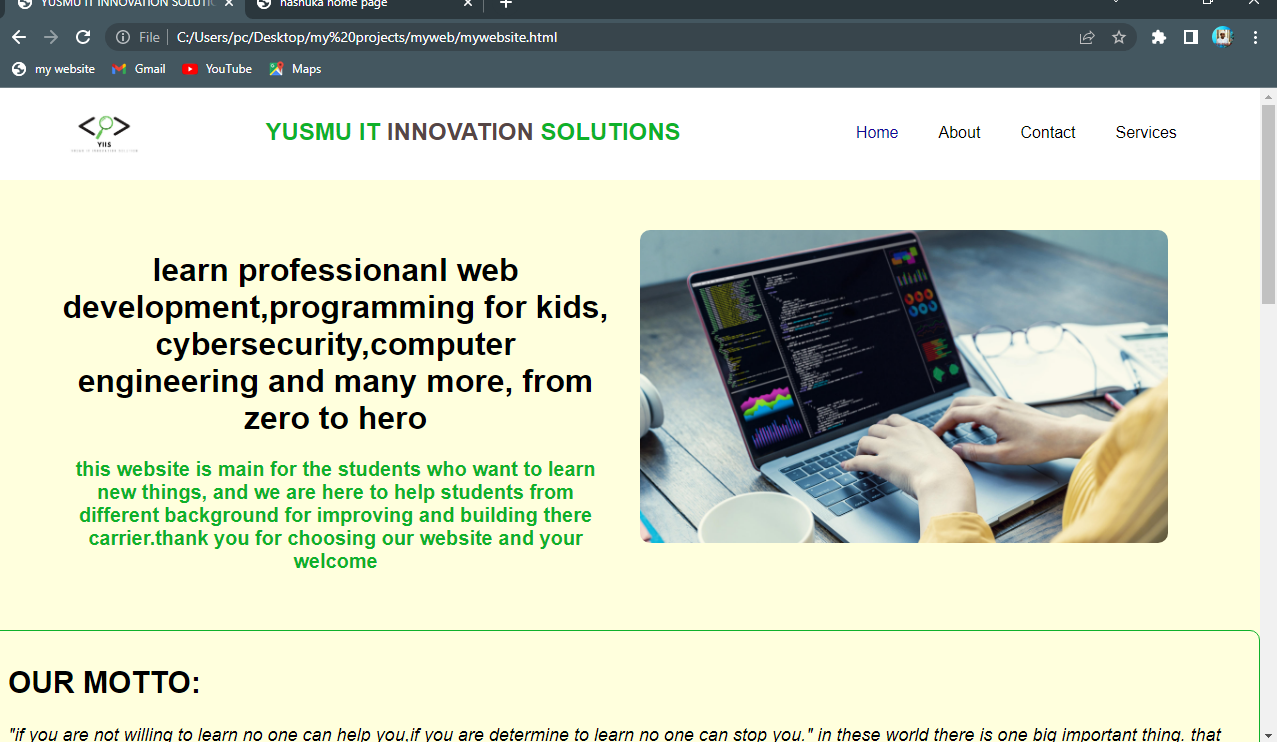 YUSMU IT INNOVATION SOLUTIO
nashuka home page
File
C:/Users/pc/Desktop/my%20projects/myweb/mywebsite.html
my website
Gmail
YouTube
Maps
YIIS
YUSMU IT INNOVATION SOLUTIONS
Home
About
Contact
Services
learn professionanl web
development,programming for kids,
cybersecurity,computer
engineering and many more, from
zero to hero
this website is main for the students who want to learn
new things, and we are here to help students from
different background for improving and building there
carrier.thank you for choosing our website and your
welcome
OUR MOTTO:
"if you are not willing to learn no one can help you,if you are determine to learn no one can stop you." in these world there is one big important thing, that